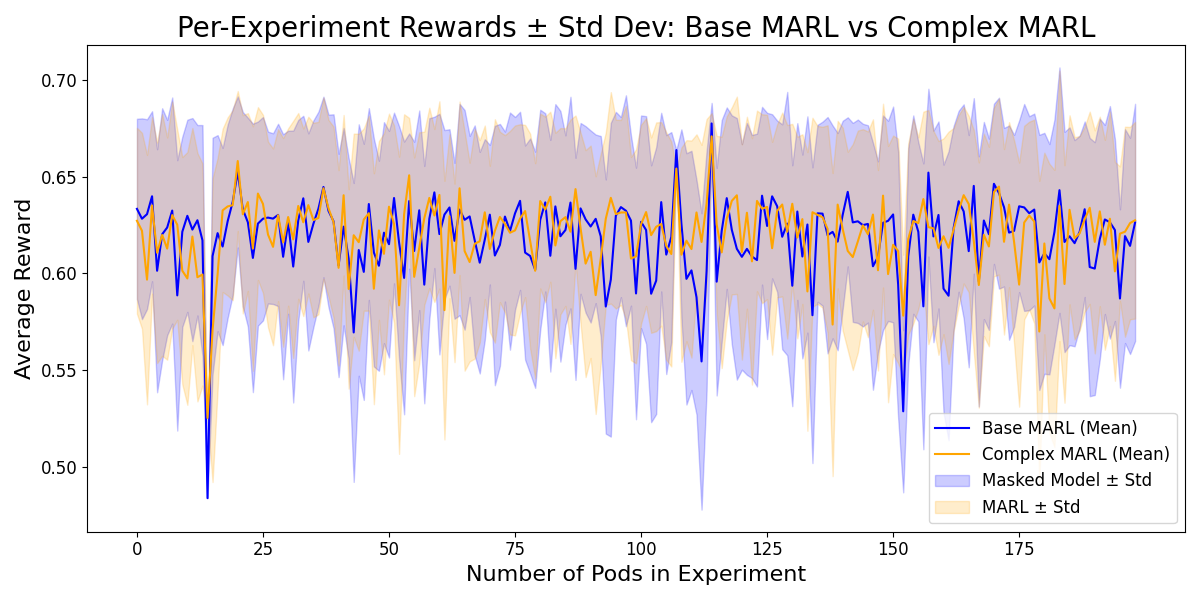 Per-Experiment Rewards ± Std Dev: Base MARL vs Complex MARL
Average Reward
0.70
0.65
0.60
0.55
0.50
0 25 50 75 100 125 150 175
Number of Pods in Experiment
Base MARL (Mean)
Complex MARL (Mean)
Masked Model ± Std
MARL ± Std